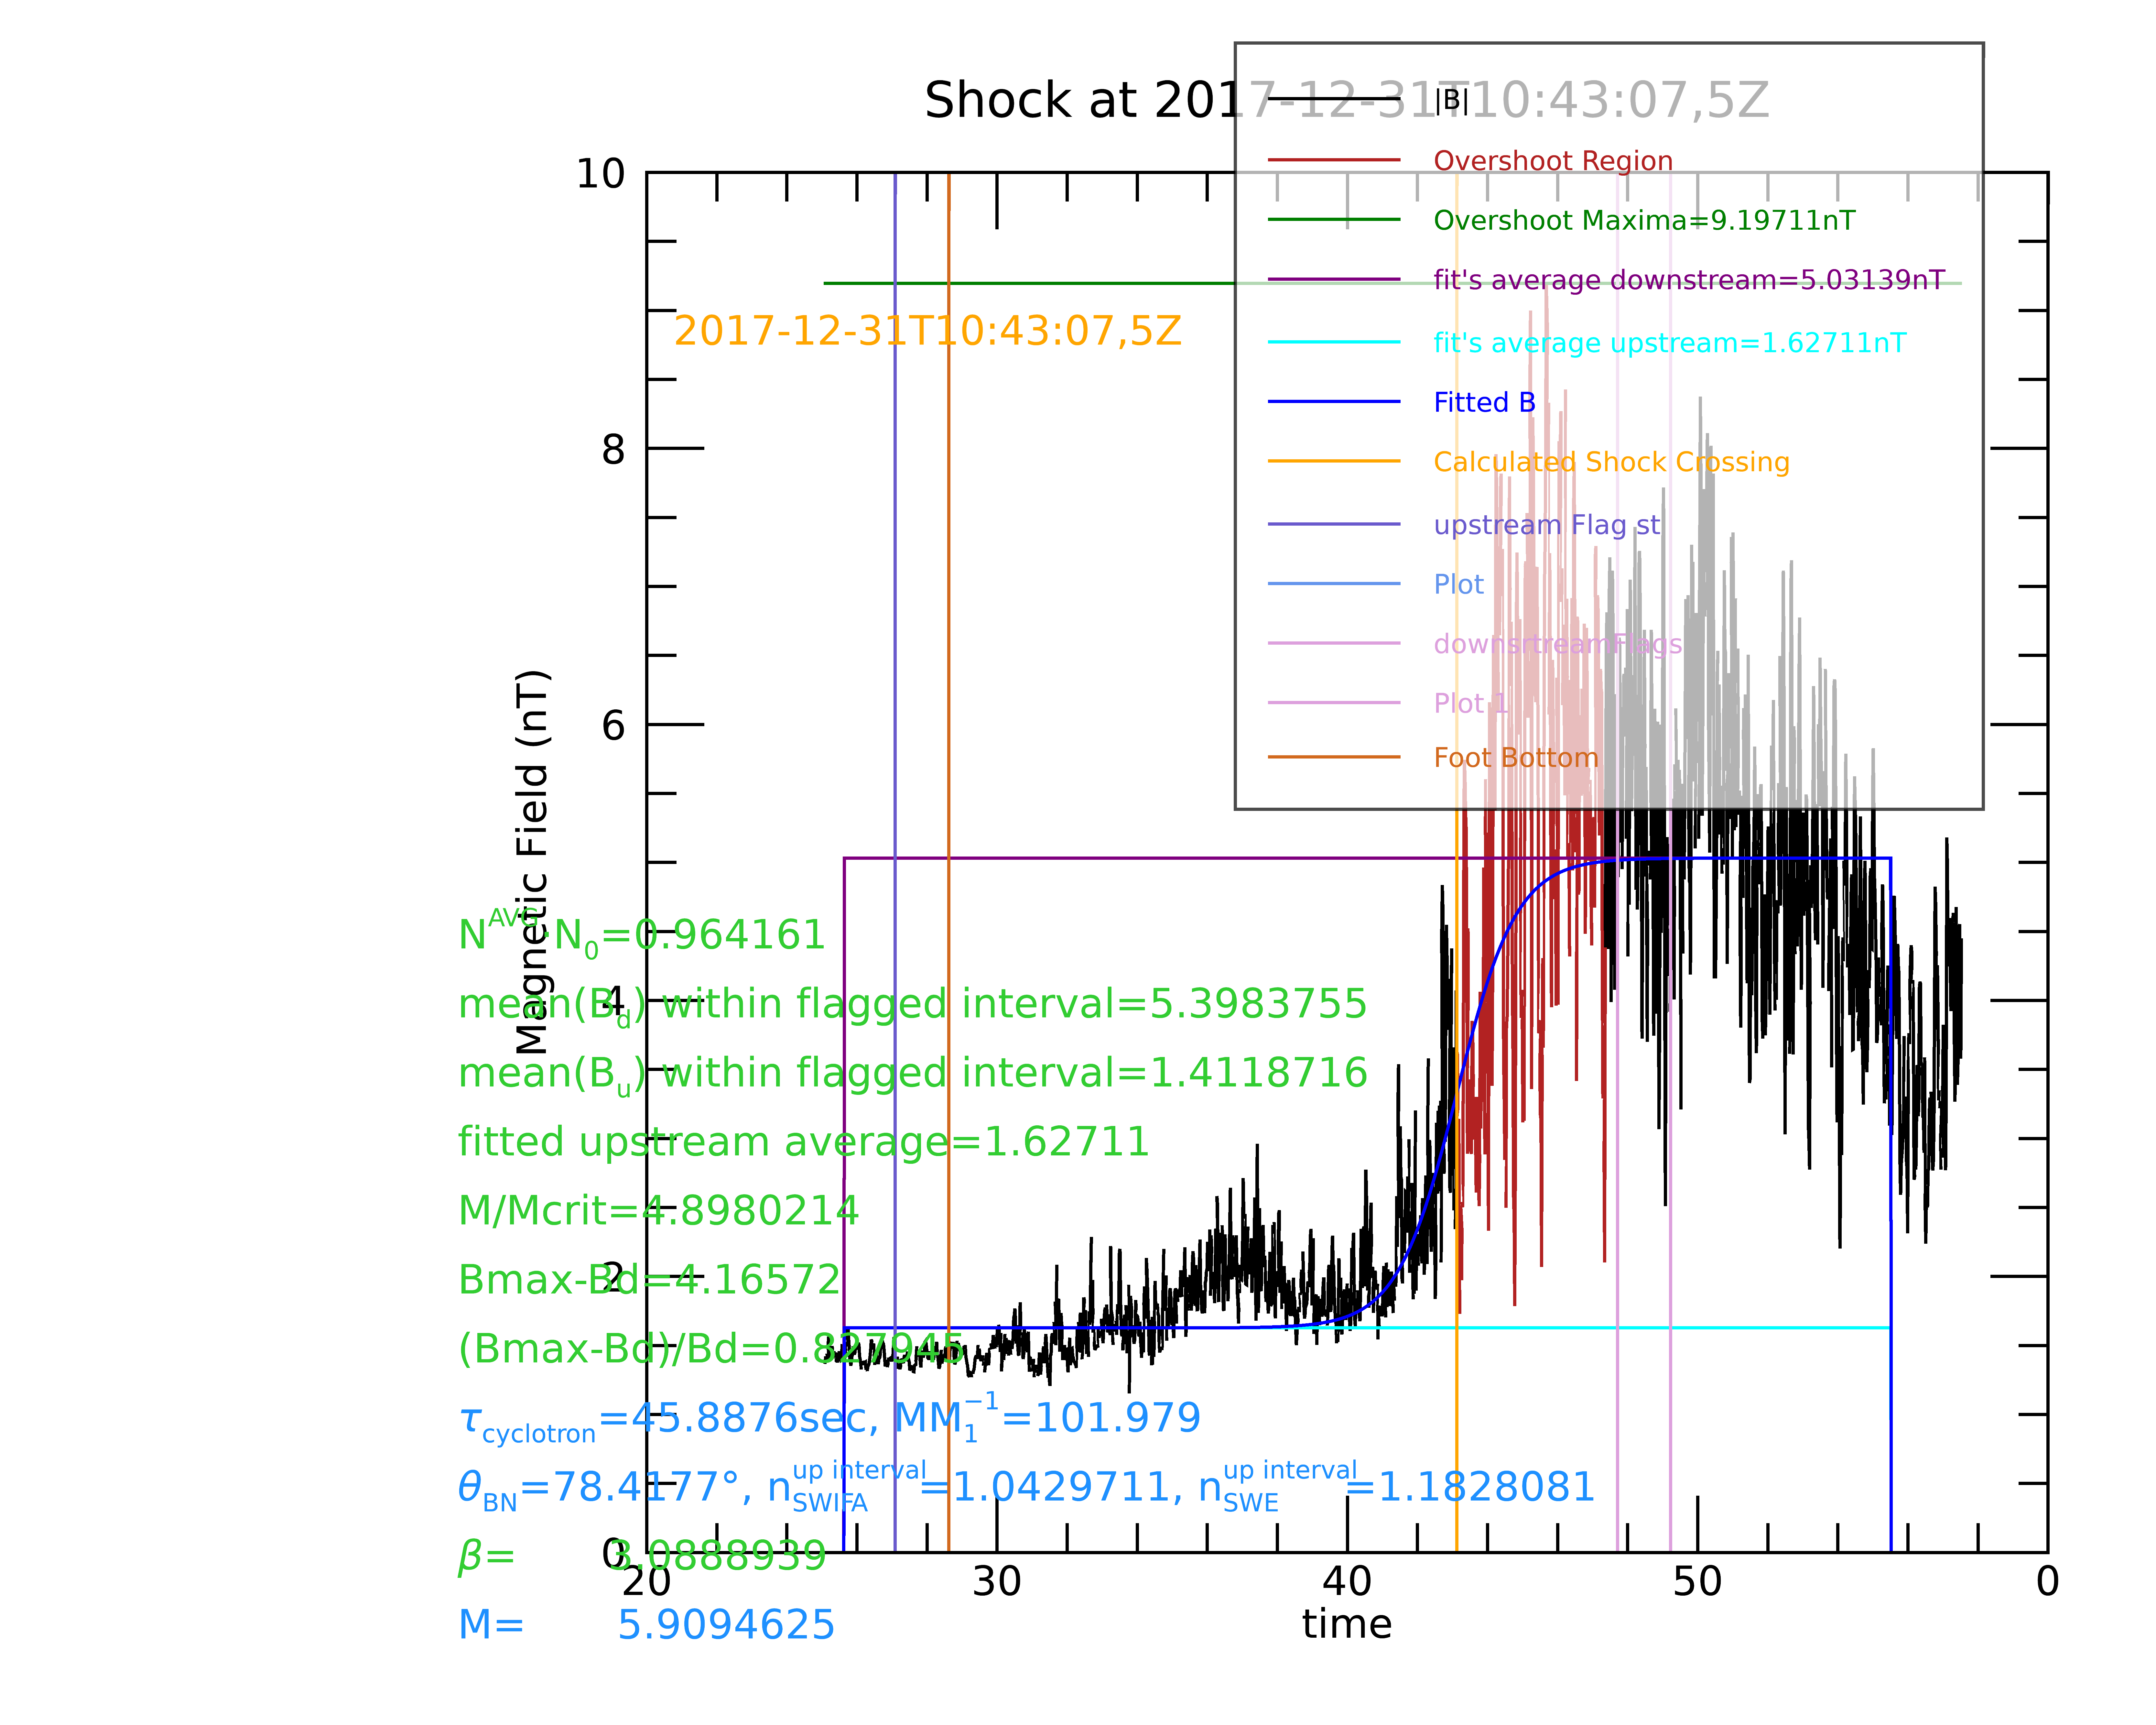 Shock at 2017-12-31T10:43:07,5Z
|B|
Overshoot Region
Overshoot Maxima=9.19711nT
fit's average downstream=5.03139nT
fit's average upstream=1.62711nT
Fitted B
Calculated Shock Crossing
upstream Flag st
Plot
downsrtreamFlags
Plot 1
Foot Bottom
2017-12-31T10:43:07,5Z
10
8
6
4
2
0
Magnetic Field (nT)
N^AVG-N_0=0.964161
mean(B_d) within flagged interval=5.3983755
mean(B_u) within flagged interval=1.4118716
fitted upstream average=1.62711
M/Mcrit=4.8980214
Bmax-Bd=4.16572
(Bmax-Bd)/Bd=0.827945
τ_cyclotron=45.8876sec, MM_1^−1=101.979
θ_BN=78.4177°, n_SWIFA^up interval=1.0429711, n_SWE^up interval=1.1828081
β= 3.0888939
M= 5.9094625
20 30 40 50 0
time